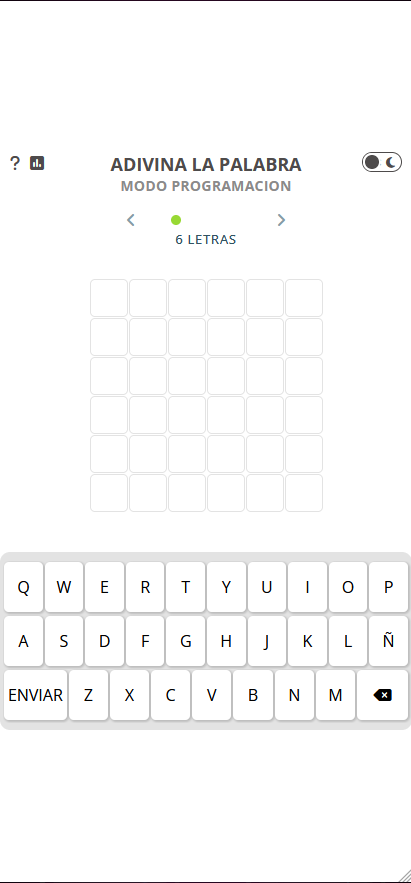 ?
ADIVINA LA PALABRA
MODO PROGRAMACION
6 LETRAS
Q W E R T Y U I O P
A S D F G H J K L Ñ
ENVIAR Z X C V B N M